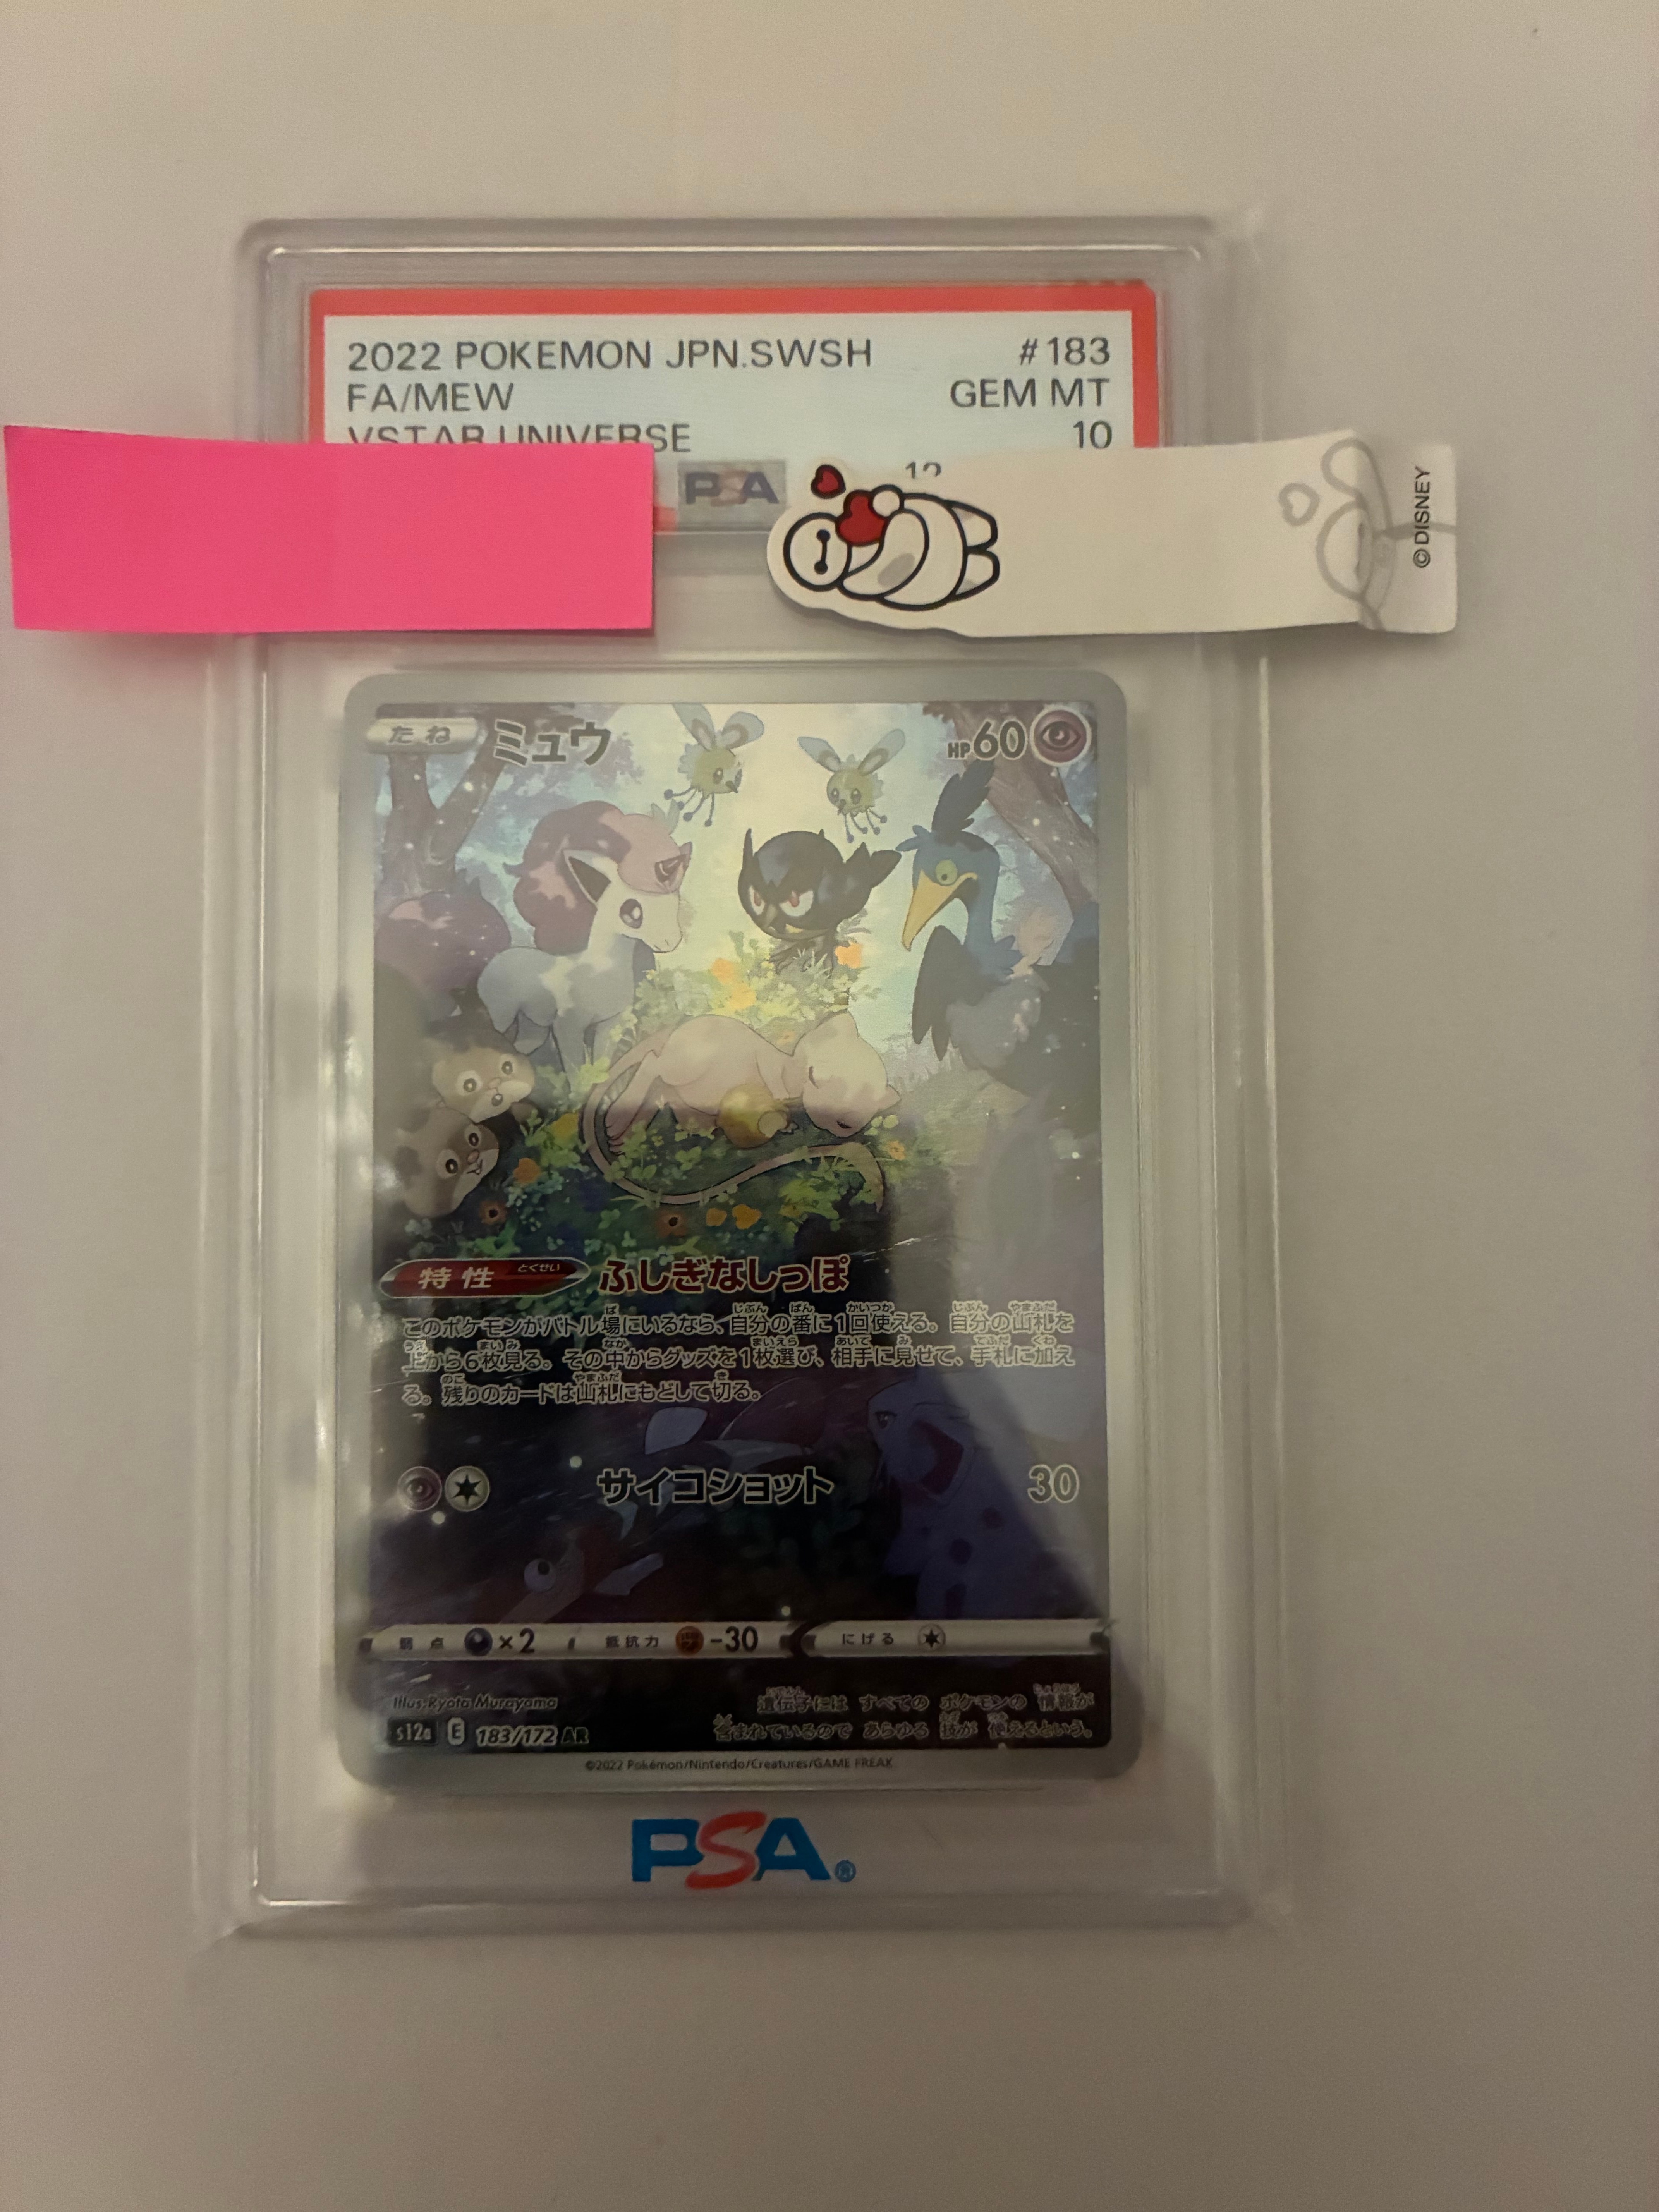 2022 POKEMON JPN.SWSH #183
FA/MEW GEM MT
VSTAR UNIVERSE 10
PSA
©DISNEY
たね ミュウ HP60
特性 とくせい ふしぎなしっぽ
このポケモンがバトル場にいるなら、自分の番に1回使える。自分の山札を
上から6枚見る。その中からグッズを1枚選び、相手に見せて、手札に加え
る。残りのカードは山札にもどして切る。
サイコショット 30
弱点 ×2 抵抗力 -30 にげる
Illus. Ryota Murayama
遺伝子には すべての ポケモンの 情報が
含まれているので あらゆる 技が 使えるという。
s12a E 183/172 AR
©2022 Pokémon/Nintendo/Creatures/GAME FREAK
PSA®